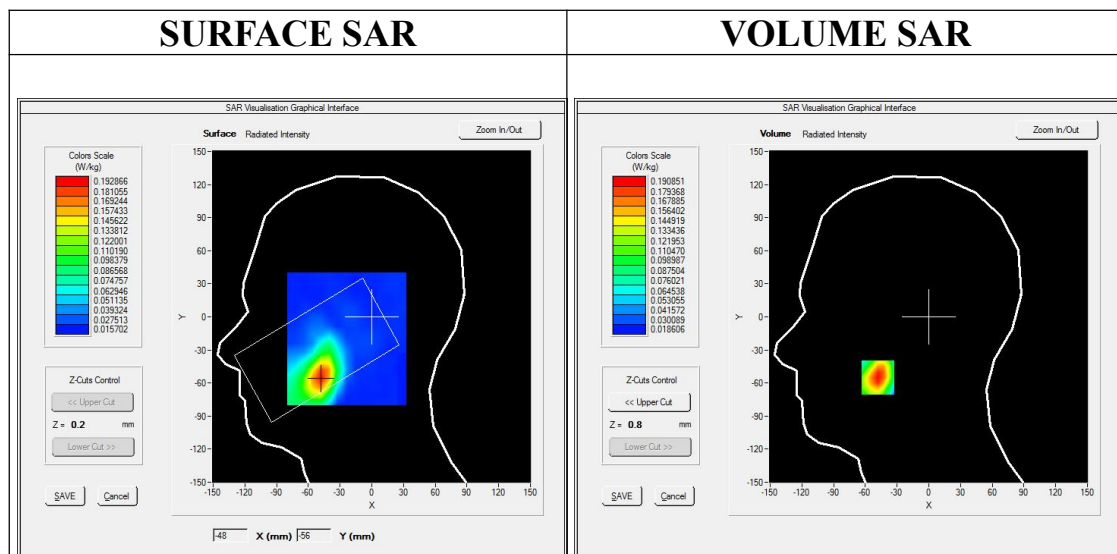 SURFACE SAR
VOLUME SAR
SAR Visualisation Graphical Interface
Surface Radiated Intensity
Zoom In/Out
Colors Scale
(W/kg)
0.192866
0.181055
0.169244
0.157433
0.145622
0.133812
0.122001
0.110190
0.098379
0.086568
0.074757
0.062946
0.051135
0.039324
0.027513
0.015702
Z-Cuts Control
<< Upper Cut
Z = 0.2 mm
Lower Cut >>
SAVE Cancel
150
120
90
60
30
0
-30
-60
-90
-120
-150
Y
-150 -120 -90 -60 -30 0 30 60 90 120 150
X
-48 X (mm) -56 Y (mm)
SAR Visualisation Graphical Interface
Volume Radiated Intensity
Zoom In/Out
Colors Scale
(W/kg)
0.190851
0.179368
0.167885
0.156402
0.144919
0.133436
0.121953
0.110470
0.098987
0.087504
0.076021
0.064538
0.053055
0.041572
0.030089
0.018606
Z-Cuts Control
<< Upper Cut
Z = 0.8 mm
Lower Cut >>
SAVE Cancel
150
120
90
60
30
0
-30
-60
-90
-120
-150
Y
-150 -120 -90 -60 -30 0 30 60 90 120 150
X